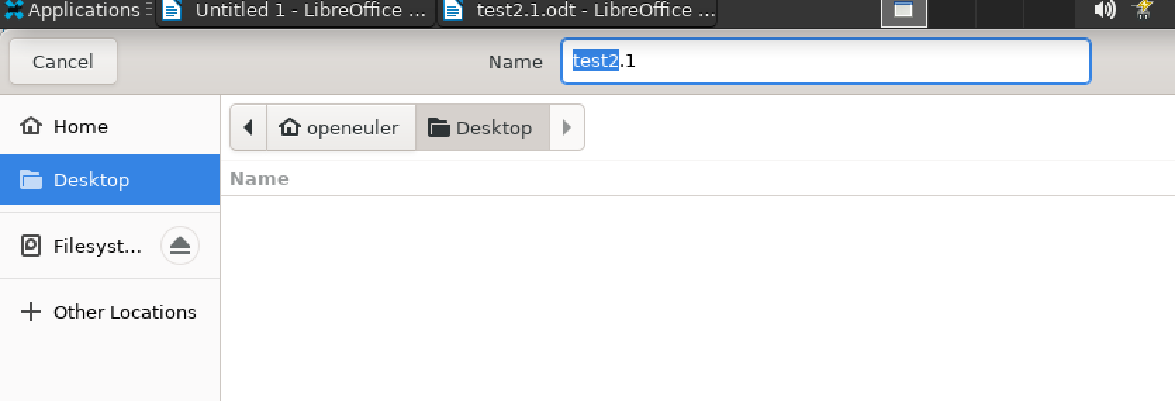 Applications Untitled 1 - LibreOffice ... test2.1.odt - LibreOffice ...
Cancel Name test2.1
Home openeuler Desktop
Desktop
Name
Filesyst...
Other Locations